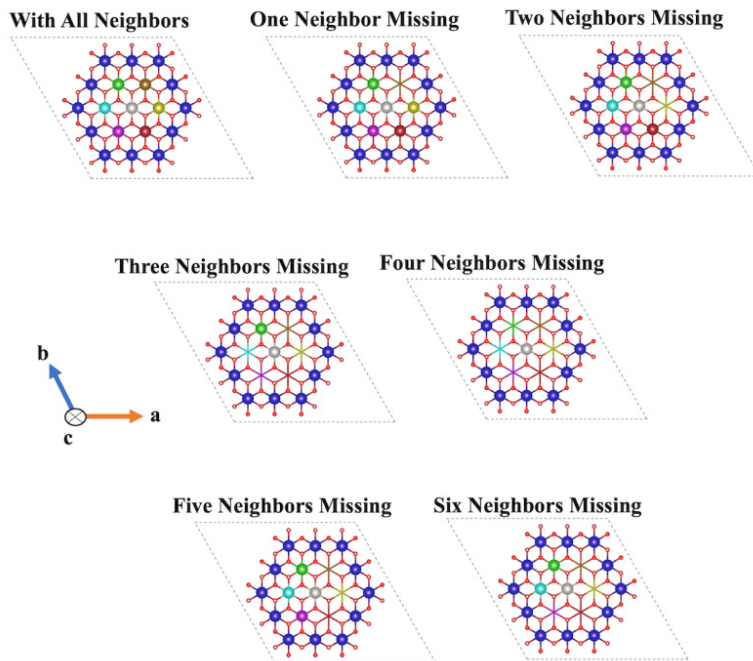 With All Neighbors
One Neighbor Missing
Two Neighbors Missing
Three Neighbors Missing
Four Neighbors Missing
b
a
c
Five Neighbors Missing
Six Neighbors Missing